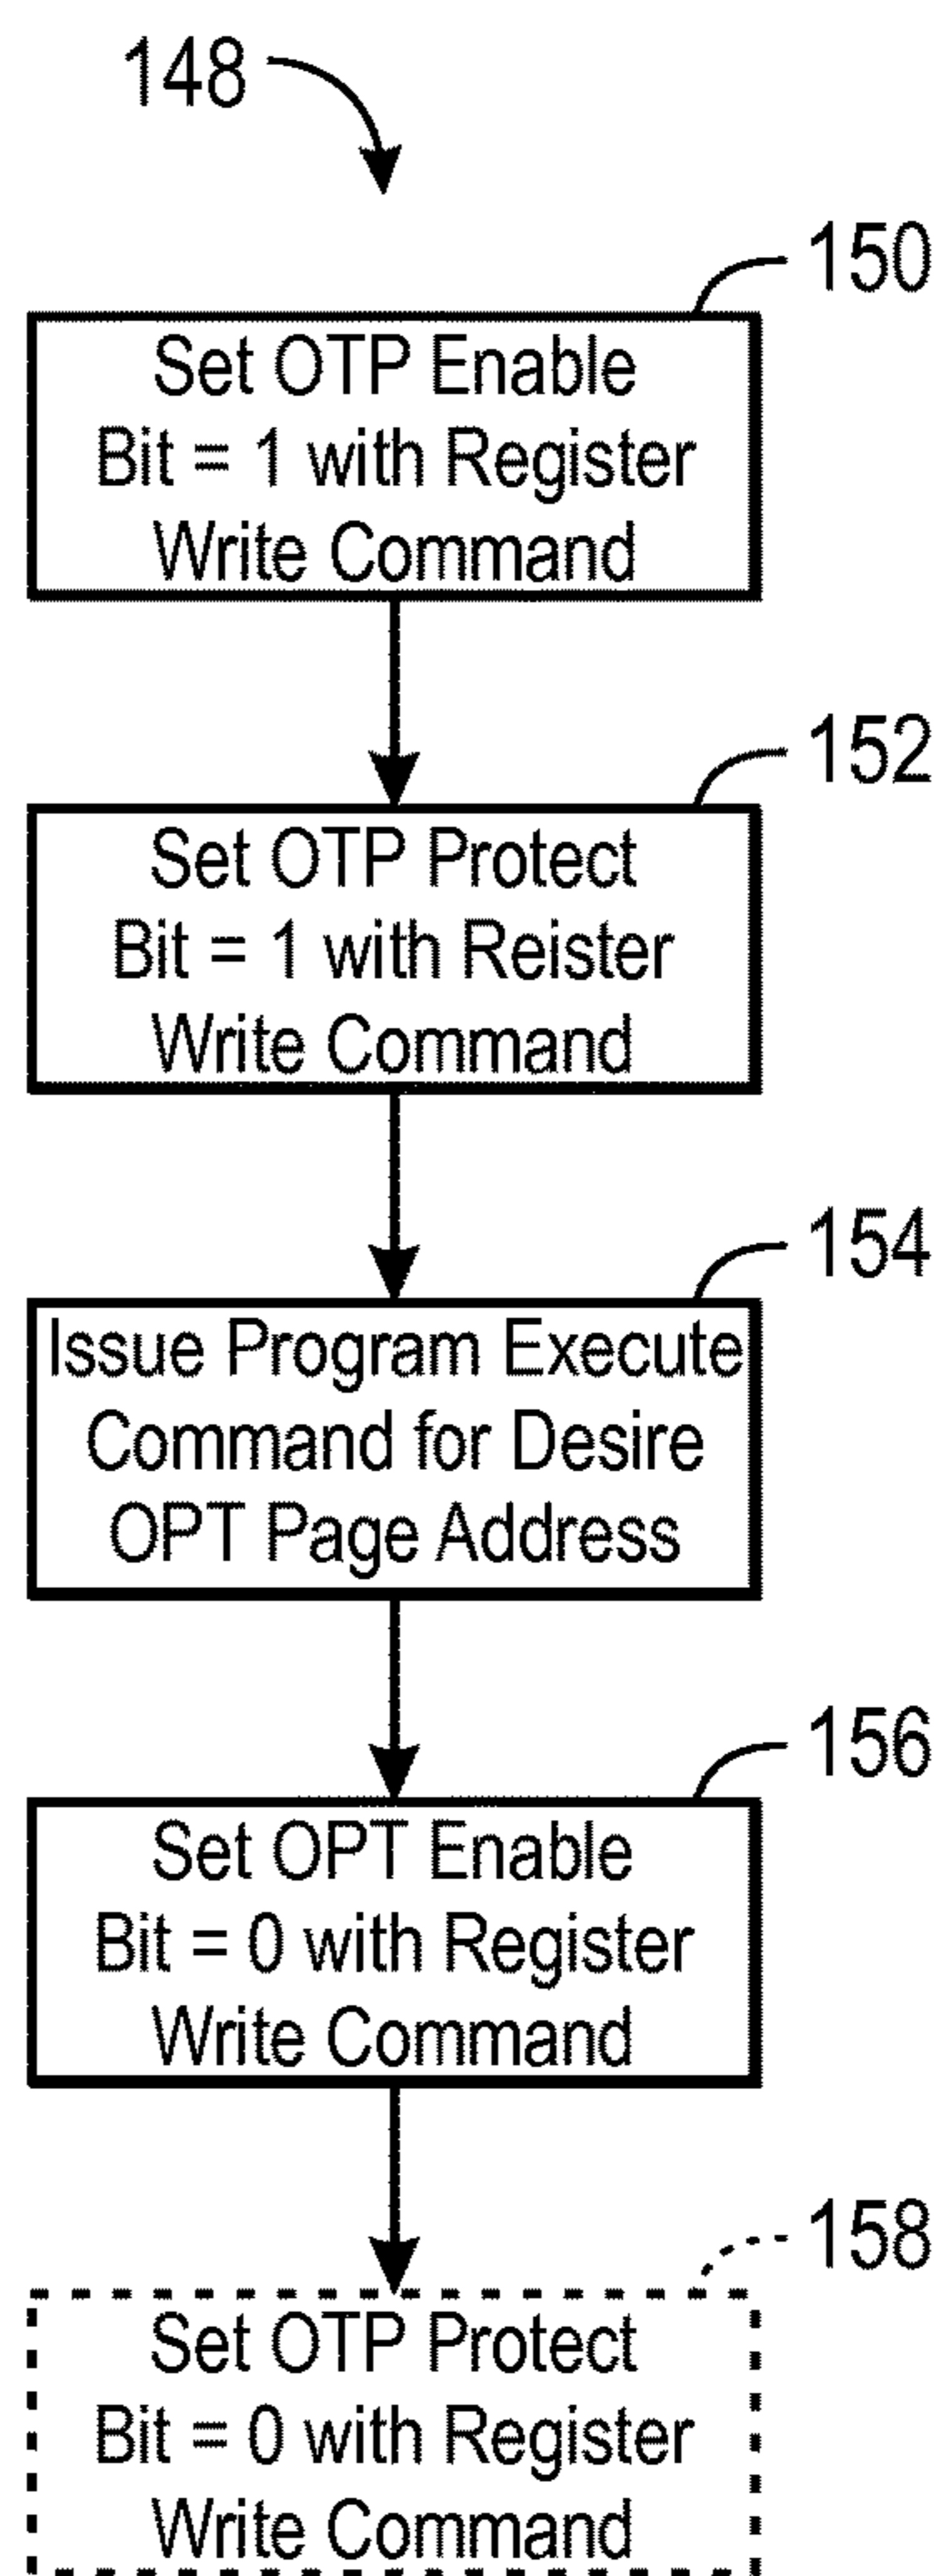 148
150
Set OTP Enable
Bit = 1 with Register
Write Command
152
Set OTP Protect
Bit = 1 with Reister
Write Command
154
Issue Program Execute
Command for Desire
OPT Page Address
156
Set OPT Enable
Bit = 0 with Register
Write Command
158
Set OTP Protect
Bit = 0 with Register
Write Command